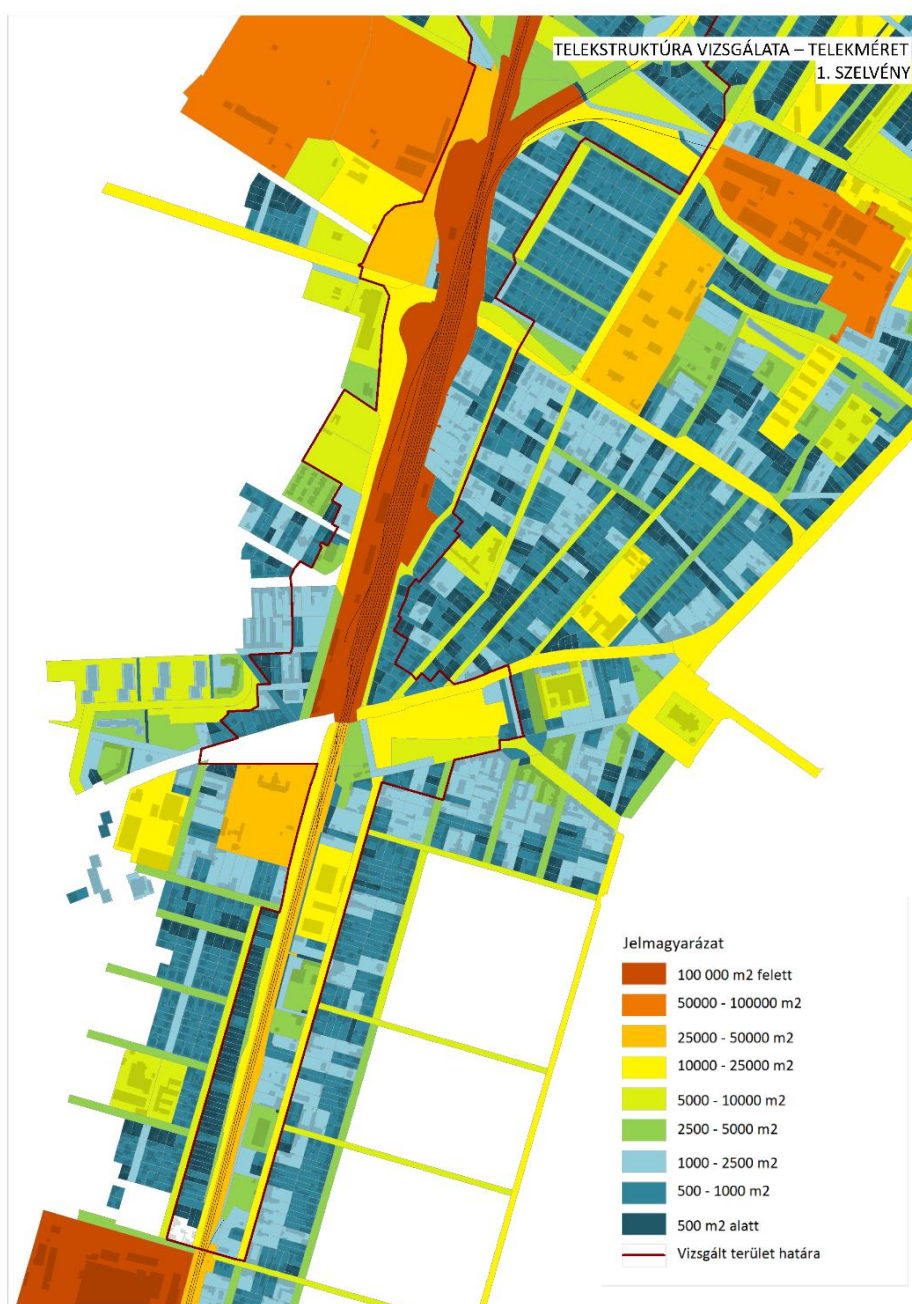 TELEKSTRUKTÚRA VIZSGÁLATA – TELEKMÉRET
1. SZELVÉNY
Jelmagyarázat
100 000 m2 felett
50000 - 100000 m2
25000 - 50000 m2
10000 - 25000 m2
5000 - 10000 m2
2500 - 5000 m2
1000 - 2500 m2
500 - 1000 m2
500 m2 alatt
Vizsgált terület határa